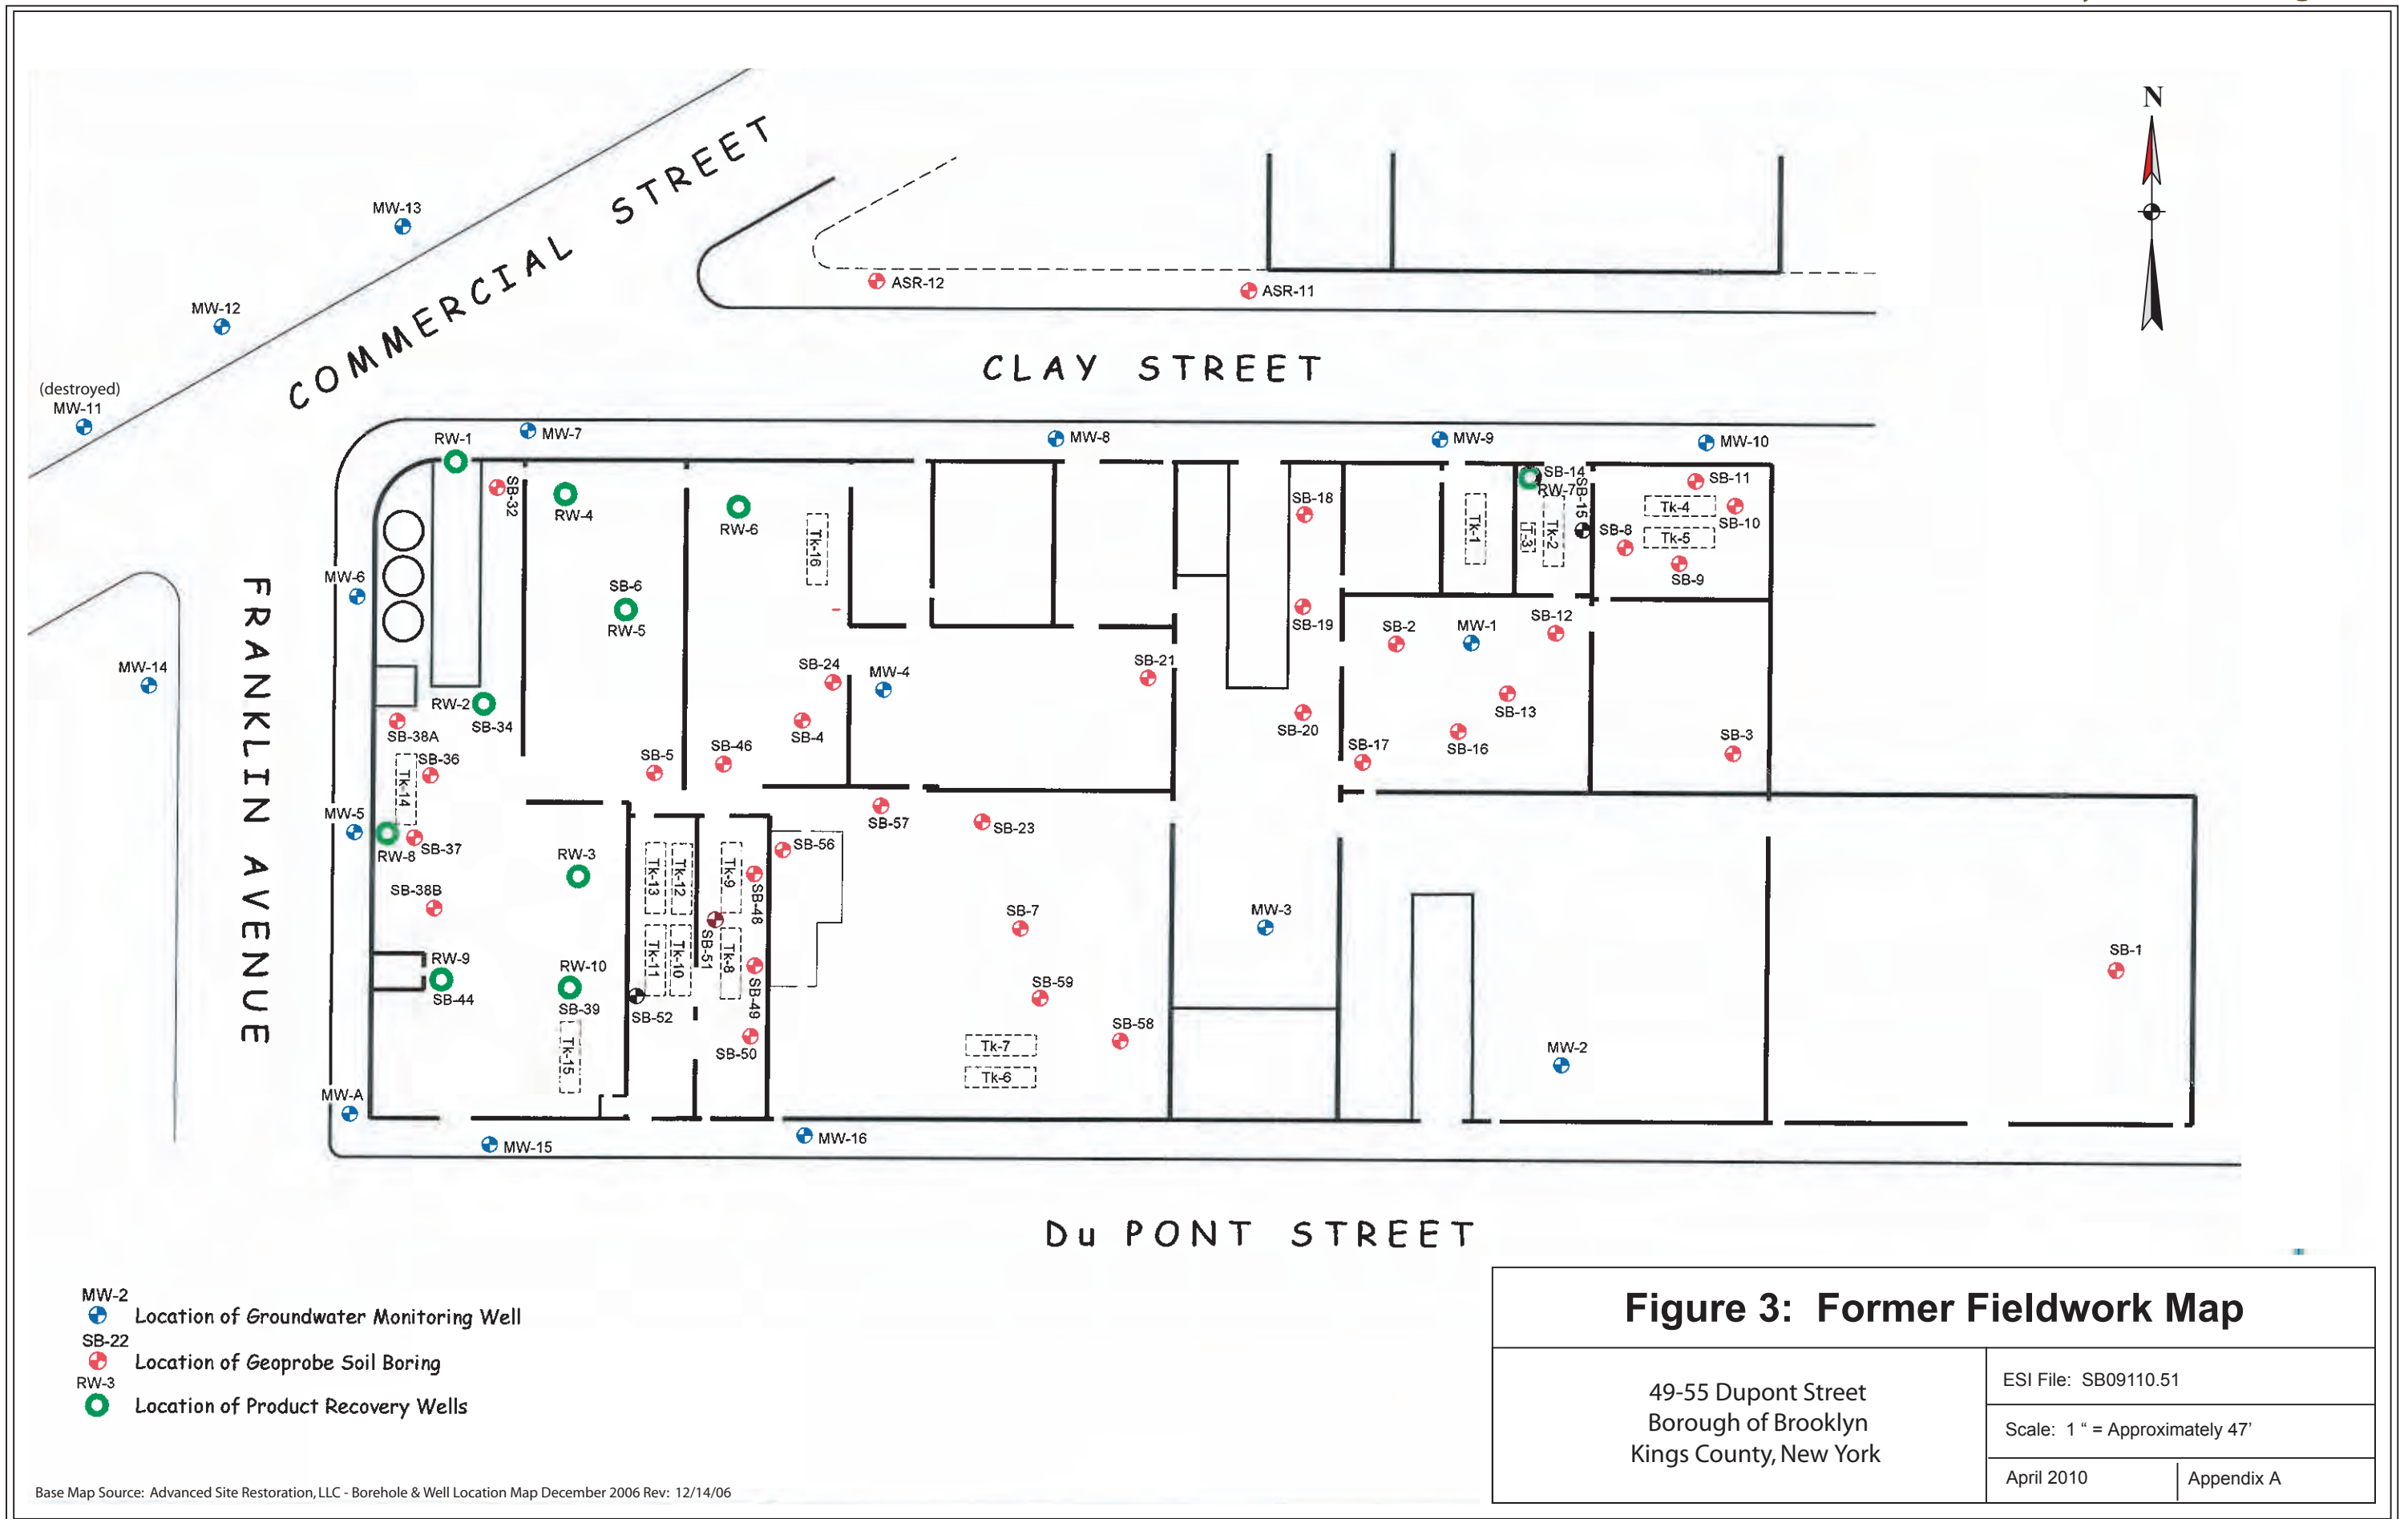 N
COMMERCIAL STREET
MW-13
MW-12
(destroyed)
MW-11
ASR-12
ASR-11
CLAY STREET
RW-1
MW-7
MW-8
MW-9
MW-10
SB-32
RW-4
RW-6
Tk-16
SB-18
Tk-1
SB-14
RW-7
SB-15
T-3
Tk-2
SB-11
Tk-4
SB-10
SB-8
Tk-5
SB-9
MW-6
SB-6
RW-5
SB-19
SB-2
MW-1
SB-12
FRANKLIN AVENUE
MW-14
SB-24
MW-4
SB-21
RW-2
SB-34
SB-38A
SB-4
SB-20
SB-13
SB-16
SB-17
SB-3
SB-36
Tk-14
SB-5
SB-46
MW-5
RW-8
SB-37
SB-57
SB-23
SB-56
RW-3
Tk-13
Tk-12
Tk-9
SB-48
SB-38B
SB-51
SB-7
MW-3
Tk-11
Tk-10
Tk-8
SB-49
SB-1
RW-9
SB-44
RW-10
SB-39
SB-52
SB-59
SB-58
SB-50
Tk-15
Tk-7
Tk-6
MW-2
MW-A
MW-15
MW-16
Du PONT STREET
MW-2
Location of Groundwater Monitoring Well
SB-22
Location of Geoprobe Soil Boring
RW-3
Location of Product Recovery Wells
Base Map Source: Advanced Site Restoration, LLC - Borehole & Well Location Map December 2006 Rev: 12/14/06
Figure 3: Former Fieldwork Map
49-55 Dupont Street
Borough of Brooklyn
Kings County, New York
ESI File: SB09110.51
Scale: 1 “ = Approximately 47’
April 2010
Appendix A